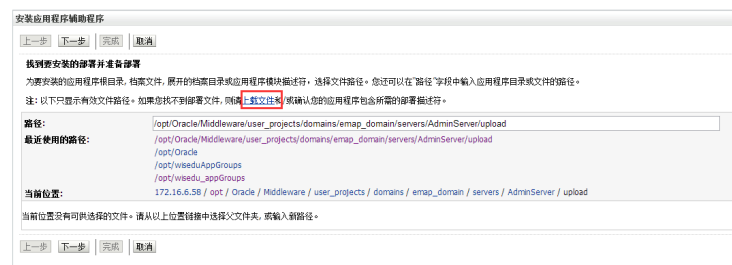 安装应用程序辅助程序
上一步 下一步 完成 取消
找到要安装的部署并准备部署
为要安装的应用程序根目录, 档案文件, 展开的档案目录或应用程序模块描述符, 选择文件路径。您还可以在"路径"字段中输入应用程序目录或文件的路径。
注: 以下只显示有效文件路径。如果您找不到部署文件, 则请上载文件和/或确认您的应用程序包含所需的部署描述符。
路径: /opt/Oracle/Middleware/user_projects/domains/emap_domain/servers/AdminServer/upload
最近使用的路径: /opt/Oracle/Middleware/user_projects/domains/emap_domain/servers/AdminServer/upload
/opt/Oracle
/opt/wiseduAppGroups
/opt/wisedu_appGroups
当前位置: 172.16.6.58 / opt / Oracle / Middleware / user_projects / domains / emap_domain / servers / AdminServer / upload
当前位置没有可供选择的文件。请从以上位置链接中选择父文件夹, 或输入新路径。
上一步 下一步 完成 取消